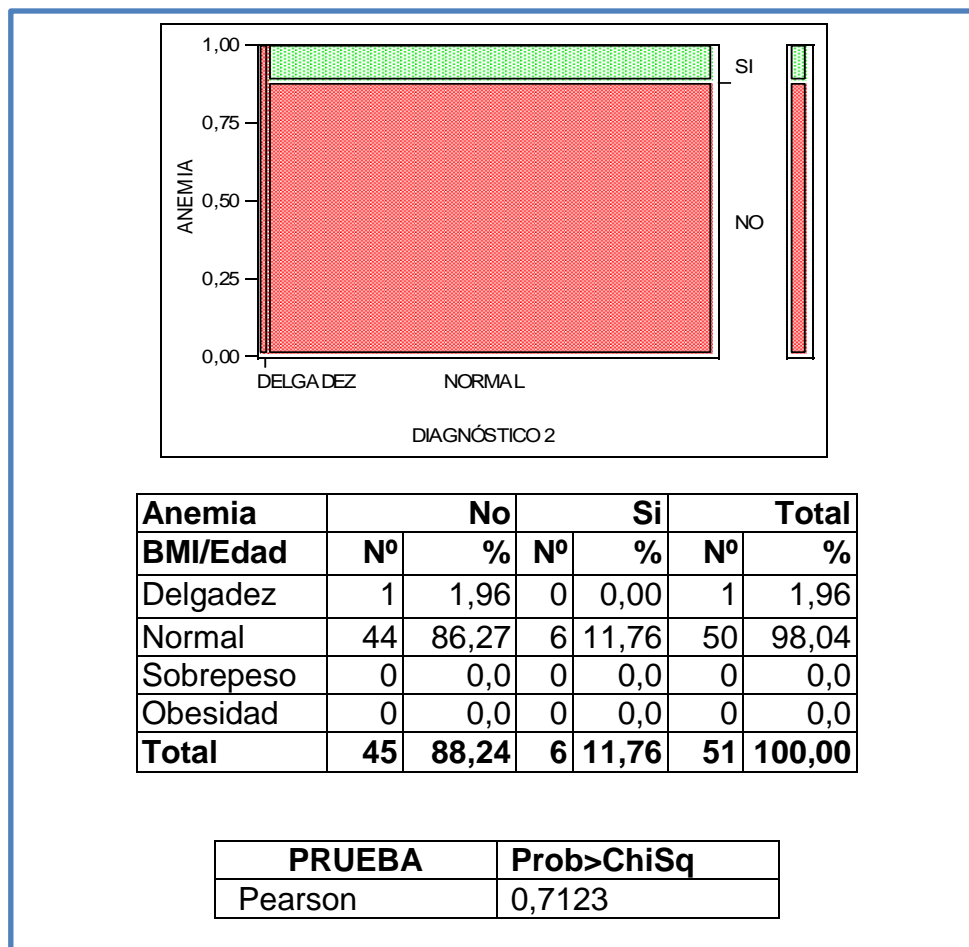 1,00
SI
0,75
ANEMIA
0,50
NO
0,25
0,00
DELGADEZ NORMAL
DIAGNÓSTICO 2
Anemia No Si Total
BMI/Edad Nº % Nº % Nº %
Delgadez 1 1,96 0 0,00 1 1,96
Normal 44 86,27 6 11,76 50 98,04
Sobrepeso 0 0,0 0 0,0 0 0,0
Obesidad 0 0,0 0 0,0 0 0,0
Total 45 88,24 6 11,76 51 100,00
PRUEBA Prob>ChiSq
Pearson 0,7123